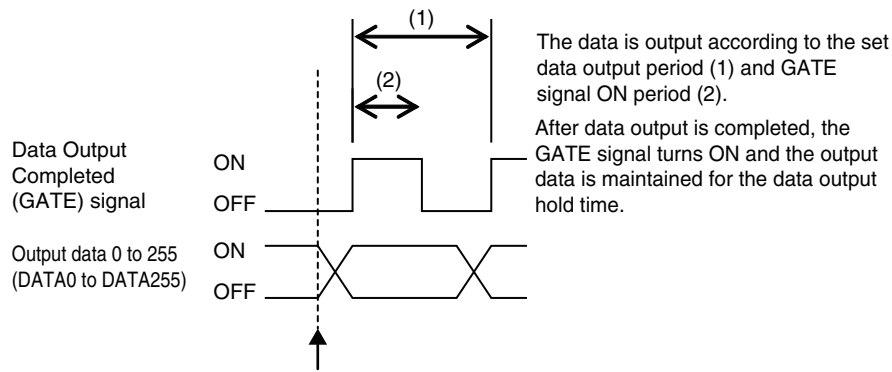 (1)
(2)
The data is output according to the set
data output period (1) and GATE
signal ON period (2).
After data output is completed, the
GATE signal turns ON and the output
data is maintained for the data output
hold time.
Data Output
Completed
(GATE) signal
ON
OFF
Output data 0 to 255
(DATA0 to DATA255)
ON
OFF